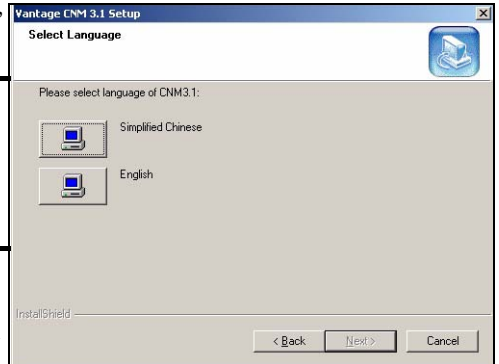 Vantage CNM 3.1 Setup
Select Language
Please select language of CNM3.1:
Simplified Chinese
English
InstallShield
< Back
Next >
Cancel